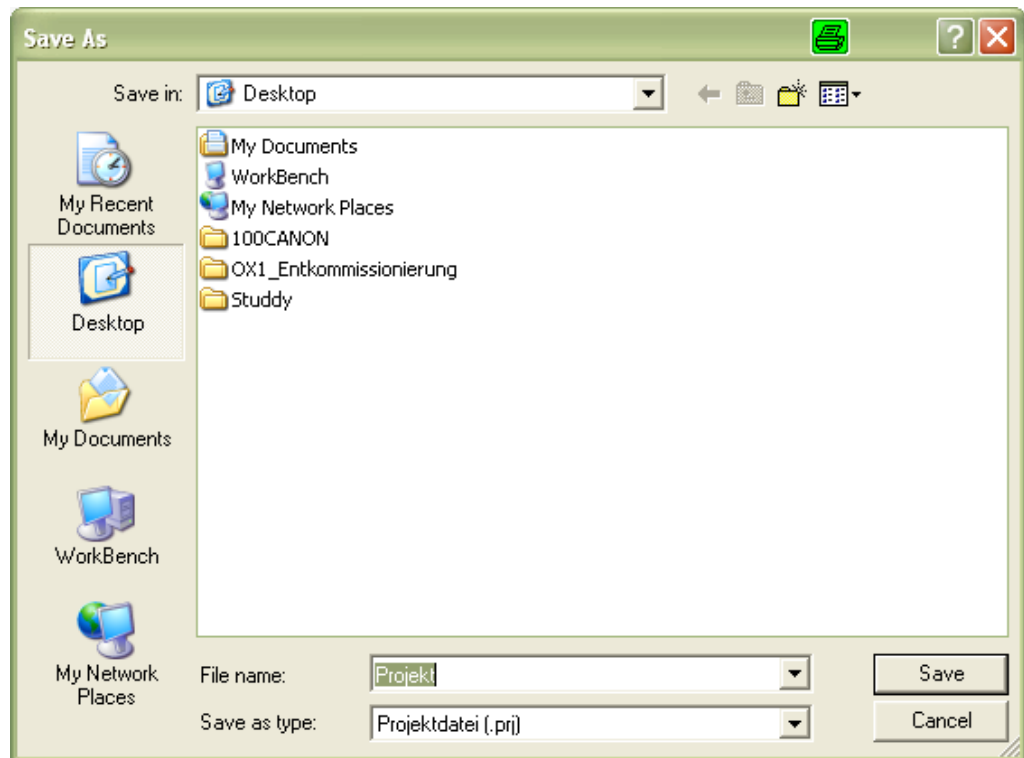 Save As
Save in:
Desktop
My Recent
Documents
Desktop
My Documents
WorkBench
My Network
Places
My Documents
WorkBench
My Network Places
100CANON
OX1_Entkommissionierung
Studdy
File name:
Projekt
Save
Save as type:
Projektdatei (.prj)
Cancel